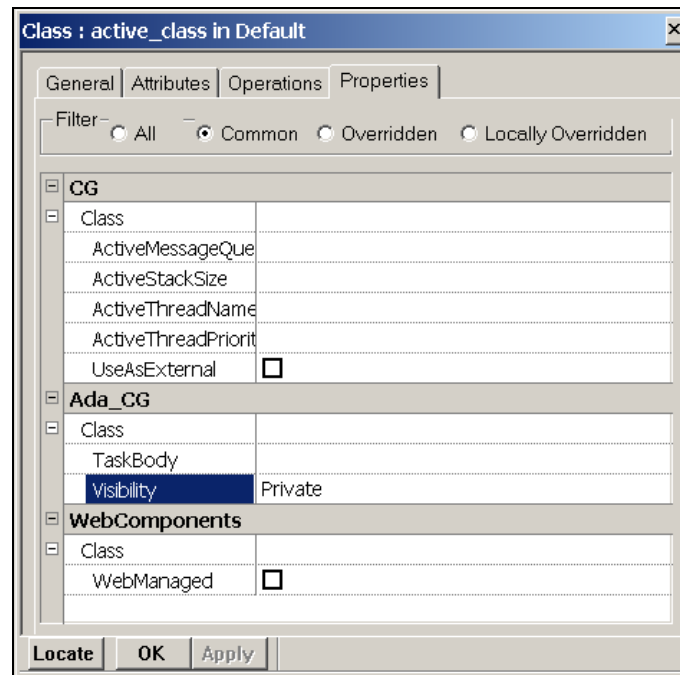 Class : active_class in Default
General Attributes Operations Properties
Filter
All Common Overridden Locally Overridden
CG
Class
ActiveMessageQue
ActiveStackSize
ActiveThreadName
ActiveThreadPriorit
UseAsExternal
Ada_CG
Class
TaskBody
Visibility Private
WebComponents
Class
WebManaged
Locate OK Apply